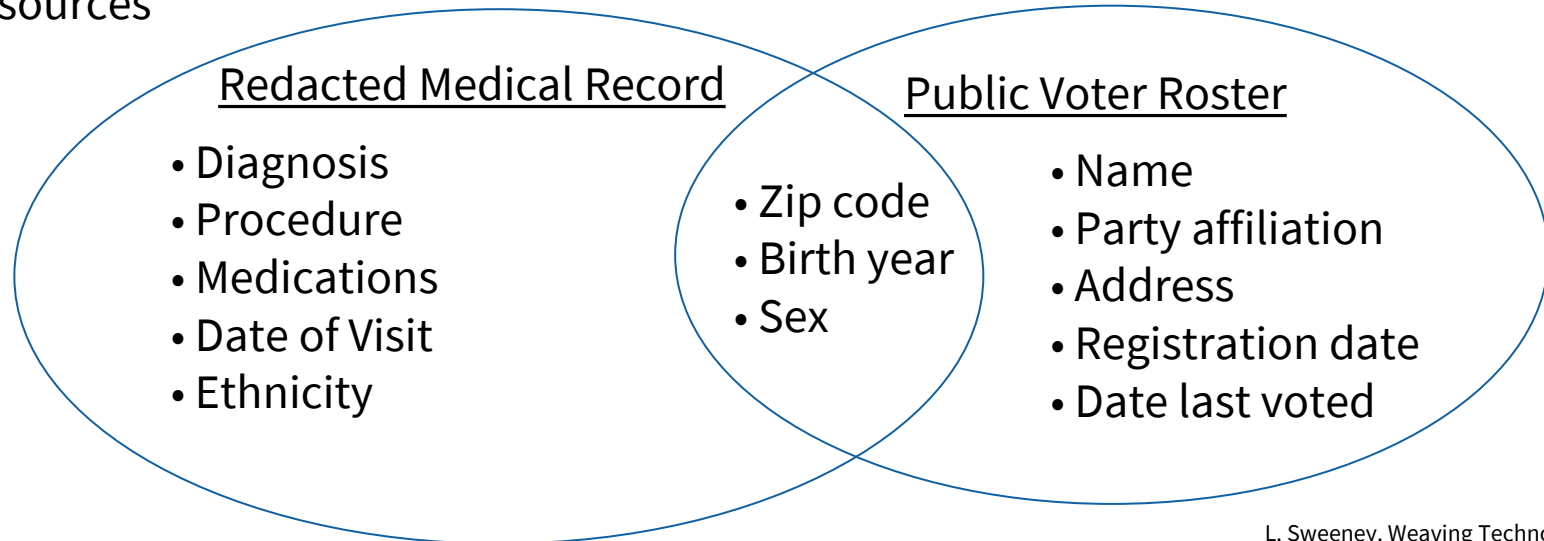 sources
Redacted Medical Record
• Diagnosis
• Procedure
• Medications
• Date of Visit
• Ethnicity
• Zip code
• Birth year
• Sex
Public Voter Roster
• Name
• Party affiliation
• Address
• Registration date
• Date last voted
L. Sweeney. Weaving